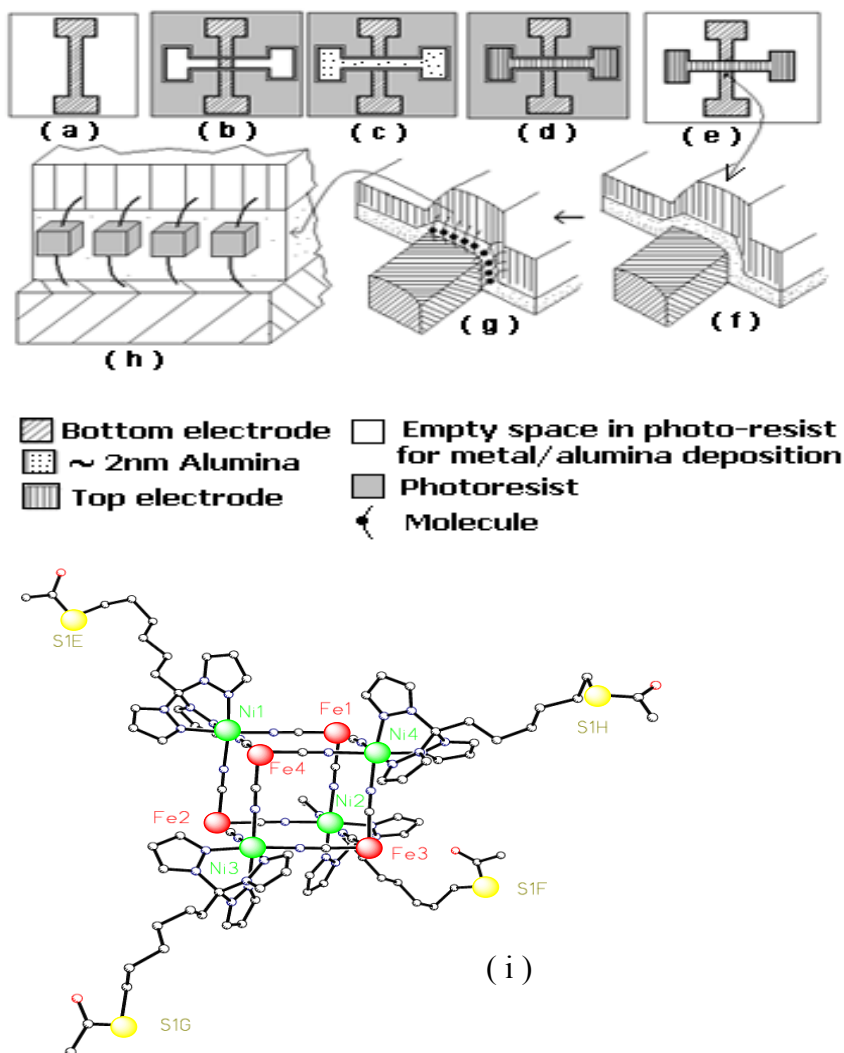 ( a )
( b )
( c )
( d )
( e )
( h )
( g )
( f )
Bottom electrode
~ 2nm Alumina
Top electrode
Empty space in photo-resist
for metal/alumina deposition
Photoresist
Molecule
S1E
Ni1
Fe1
Ni4
S1H
Fe4
Fe2
Ni2
Ni3
Fe3
S1F
( i )
S1G